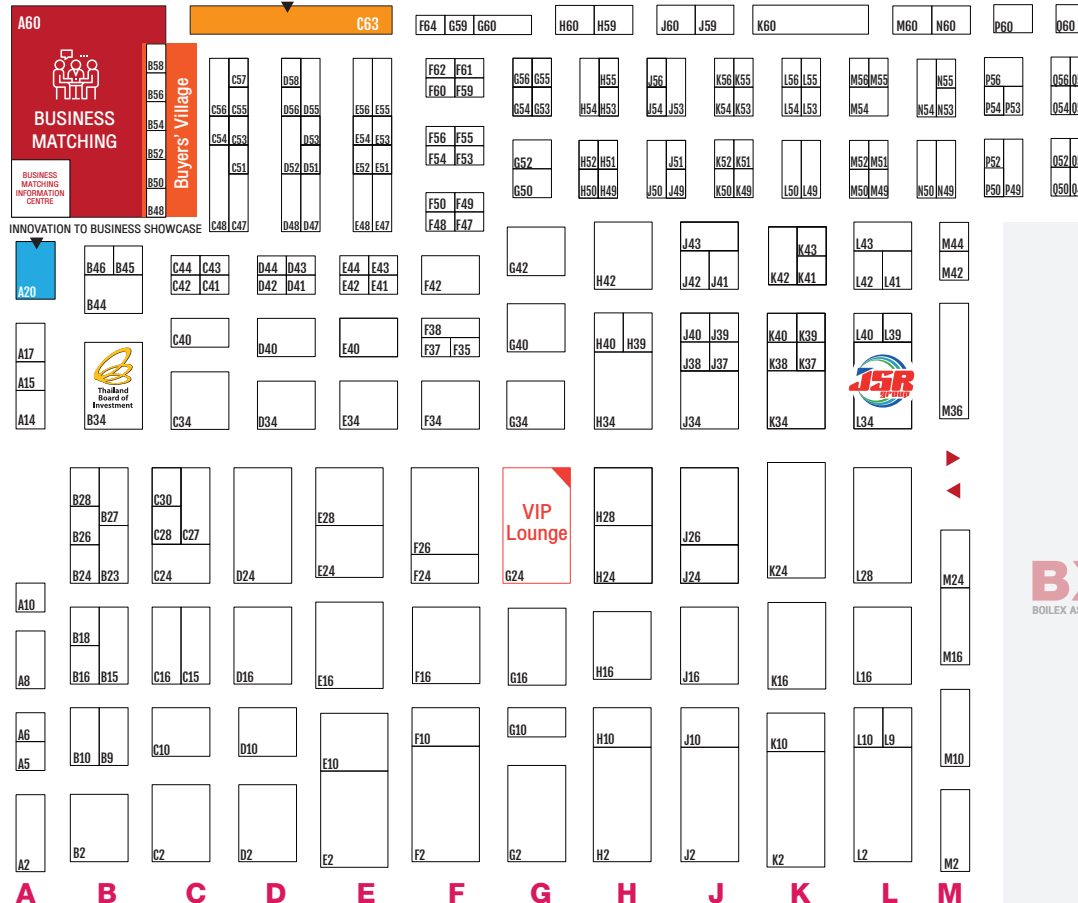 A60
C63
F64 G59 G60
H60 H59
J60 J59
K60
M60 N60
P60
Q60
BUSINESS
MATCHING
BUSINESS
MATCHING
INFORMATION
CENTRE
B58
B56
B54
B52
B50
B48
Buyers' Village
C57
C56 C55
C54 C53
C51
C48 C47
D58
D56 D55
D53
D52 D51
D48 D47
E56 E55
E54 E53
E52 E51
E48 E47
F62 F61
F60 F59
F56 F55
F54 F53
F50 F49
F48 F47
G56 G55
G54 G53
G52
G50
H55
H54 H53
H52 H51
H50 H49
J56
J54 J53
J51
J50 J49
K56 K55
K54 K53
K52 K51
K50 K49
L56 L55
L54 L53
L50 L49
M56 M55
M54
M52 M51
M50 M49
N55
N54 N53
N50 N49
P56
P54 P53
P52
P50 P49
Q56
Q54
Q52
Q50
INNOVATION TO BUSINESS SHOWCASE
A20
B46 B45
B44
C44 C43
C42 C41
D44 D43
D42 D41
E44 E43
E42 E41
F42
G42
H42
J43
J42 J41
K43
K42 K41
L43
L42 L41
M44
M42
A17
A15
A14
Thailand
Board of
Investment
B34
C40
C34
D40
D34
E40
E34
F38
F37 F35
F34
G40
G34
H40 H39
H34
J40 J39
J38 J37
J34
K40 K39
K38 K37
K34
L40 L39
JSR
group
L34
M36
B28
B27
B26
B24 B23
C30
C28 C27
C24
D24
E28
E24
F26
F24
VIP
Lounge
G24
H28
H24
J26
J24
K24
L28
M24
BX
BOILEX AS
A10
A8
B18
B16 B15
C16 C15
D16
E16
F16
G16
H16
J16
K16
L16
M16
A6
A5
B10 B9
C10
D10
E10
F10
G10
H10
J10
K10
L10 L9
M10
A2
B2
C2
D2
E2
F2
G2
H2
J2
K2
L2
M2
A B C D E F G H J K L M